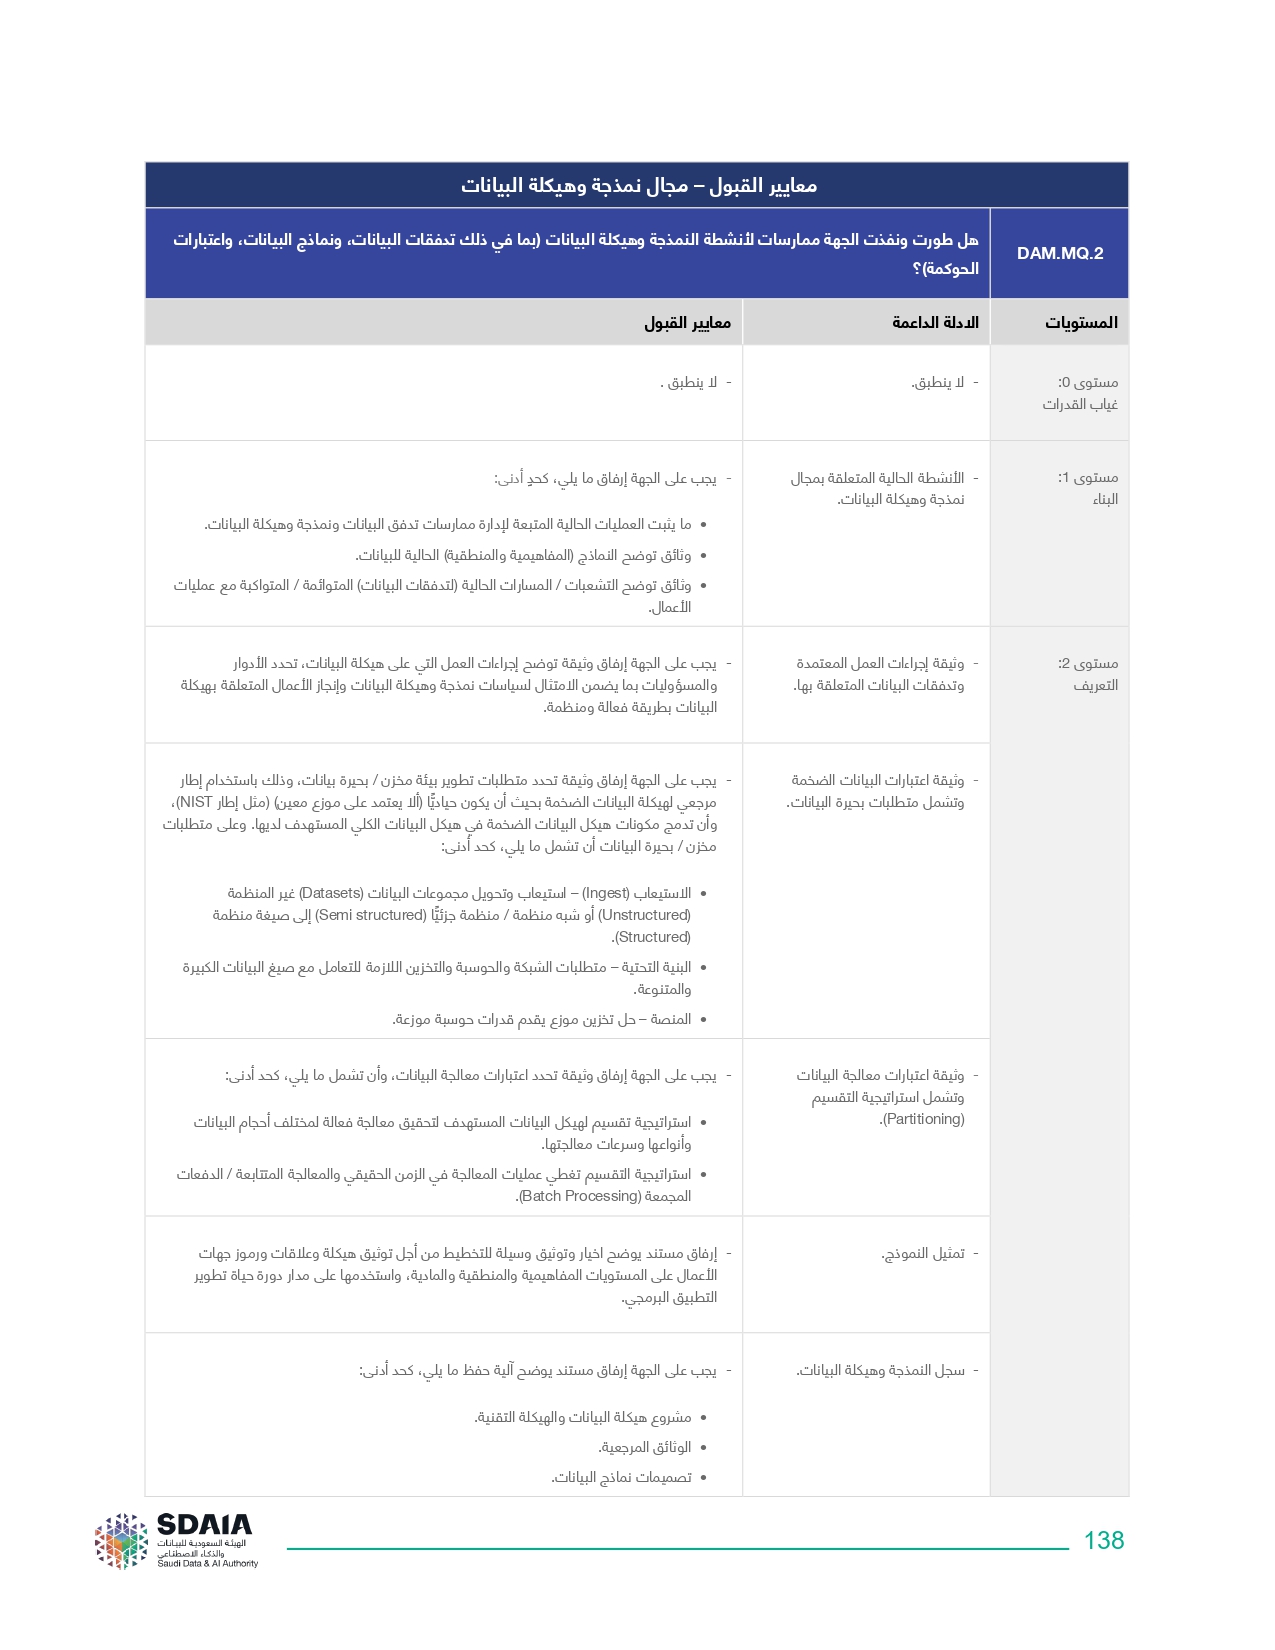 معايير القبول – مجال نمذجة وهيكلة البيانات
DAM.MQ.2
هل طورت ونفذت الجهة ممارسات لأنشطة النمذجة وهيكلة البيانات (بما في ذلك تدفقات البيانات، ونماذج البيانات، واعتبارات
الحوكمة)؟
المستويات
الادلة الداعمة
معايير القبول
مستوى 0:
غياب القدرات
- لا ينطبق.
- لا ينطبق .
مستوى 1:
البناء
- الأنشطة الحالية المتعلقة بمجال
نمذجة وهيكلة البيانات.
- يجب على الجهة إرفاق ما يلي، كحدِ أدنى:
• ما يثبت العمليات الحالية المتبعة لإدارة ممارسات تدفق البيانات ونمذجة وهيكلة البيانات.
• وثائق توضح النماذج (المفاهيمية والمنطقية) الحالية للبيانات.
• وثائق توضح التشعبات / المسارات الحالية (لتدفقات البيانات) المتوائمة / المتواكبة مع عمليات
الأعمال.
مستوى 2:
التعريف
- وثيقة إجراءات العمل المعتمدة
وتدفقات البيانات المتعلقة بها.
- يجب على الجهة إرفاق وثيقة توضح إجراءات العمل التي على هيكلة البيانات، تحدد الأدوار
والمسؤوليات بما يضمن الامتثال لسياسات نمذجة وهيكلة البيانات وإنجاز الأعمال المتعلقة بهيكلة
البيانات بطريقة فعالة ومنظمة.
- وثيقة اعتبارات البيانات الضخمة
وتشمل متطلبات بحيرة البيانات.
- يجب على الجهة إرفاق وثيقة تحدد متطلبات تطوير بيئة مخزن / بحيرة بيانات، وذلك باستخدام إطار
مرجعي لهيكلة البيانات الضخمة بحيث أن يكون حياديًا (ألا يعتمد على موزع معين) (مثل إطار NIST)،
وأن تدمج مكونات هيكل البيانات الضخمة في هيكل البيانات الكلي المستهدف لديها. وعلى متطلبات
مخزن / بحيرة البيانات أن تشمل ما يلي، كحد أدنى:
• الاستيعاب (Ingest) – استيعاب وتحويل مجموعات البيانات (Datasets) غير المنظمة
(Unstructured) أو شبه منظمة / منظمة جزئيًّا (Semi structured) إلى صيغة منظمة
(Structured).
• البنية التحتية – متطلبات الشبكة والحوسبة والتخزين اللازمة للتعامل مع صيغ البيانات الكبيرة
والمتنوعة.
• المنصة – حل تخزين موزع يقدم قدرات حوسبة موزعة.
- وثيقة اعتبارات معالجة البيانات
وتشمل استراتيجية التقسيم
(Partitioning).
- يجب على الجهة إرفاق وثيقة تحدد اعتبارات معالجة البيانات، وأن تشمل ما يلي، كحد أدنى:
• استراتيجية تقسيم لهيكل البيانات المستهدف لتحقيق معالجة فعالة لمختلف أحجام البيانات
وأنواعها وسرعات معالجتها.
• استراتيجية التقسيم تغطي عمليات المعالجة في الزمن الحقيقي والمعالجة المتتابعة / الدفعات
المجمعة (Batch Processing).
- تمثيل النموذج.
- إرفاق مستند يوضح اخيار وتوثيق وسيلة للتخطيط من أجل توثيق هيكلة وعلاقات ورموز جهات
الأعمال على المستويات المفاهيمية والمنطقية والمادية، واستخدمها على مدار دورة حياة تطوير
التطبيق البرمجي.
- سجل النمذجة وهيكلة البيانات.
- يجب على الجهة إرفاق مستند يوضح آلية حفظ ما يلي، كحد أدنى:
• مشروع هيكلة البيانات والهيكلة التقنية.
• الوثائق المرجعية.
• تصميمات نماذج البيانات.
SDAIA
الهيئة السعودية للبيانات
والذكاء الاصطناعي
Saudi Data & AI Authority
138